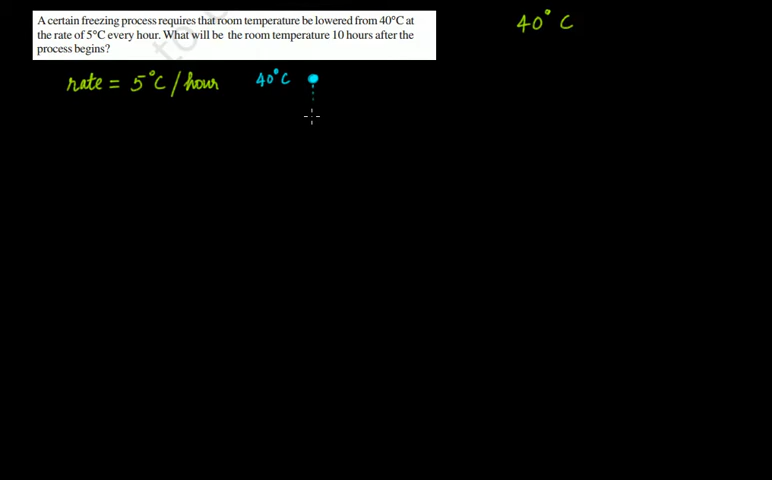 A certain freezing process requires that room temperature be lowered from 40°C at
the rate of 5°C every hour. What will be the room temperature 10 hours after the
process begins?
40° C
rate = 5°C / hour
40°C